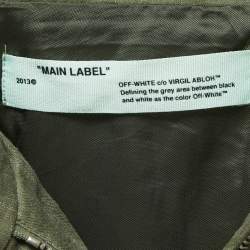 "MAIN LABEL"
2013©
OFF-WHITE c/o VIRGIL ABLOH™
Defining the grey area between black
and white as the color Off-White™